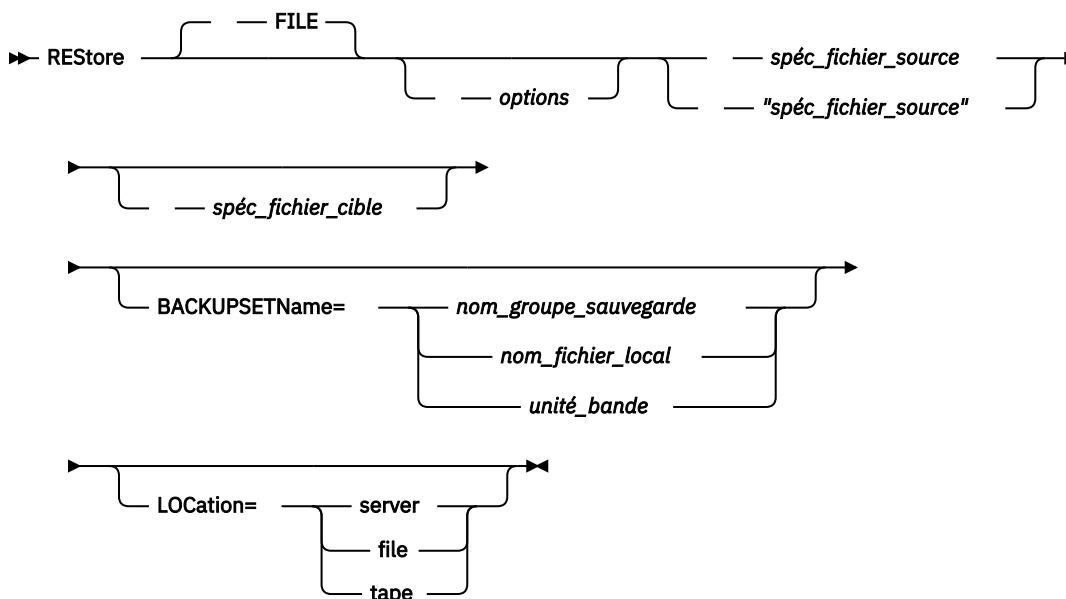 FILE
REStore
spéc_fichier_source
options
"spéc_fichier_source"
spéc_fichier_cible
BACKUPSETName=
nom_groupe_sauvegarde
nom_fichier_local
unité_bande
LOCation=
server
file
tape